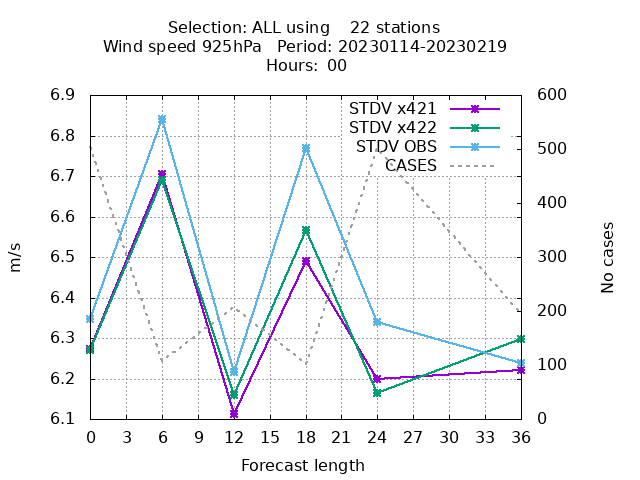 Selection: ALL using    22 stations
Wind speed 925hPa   Period: 20230114-20230219
Hours:  00
STDV x421
STDV x422
STDV OBS
CASES
6.9
6.8
6.7
6.6
6.5
6.4
6.3
6.2
6.1
600
500
400
300
200
100
0
m/s
No cases
0 3 6 9 12 15 18 21 24 27 30 33 36
Forecast length